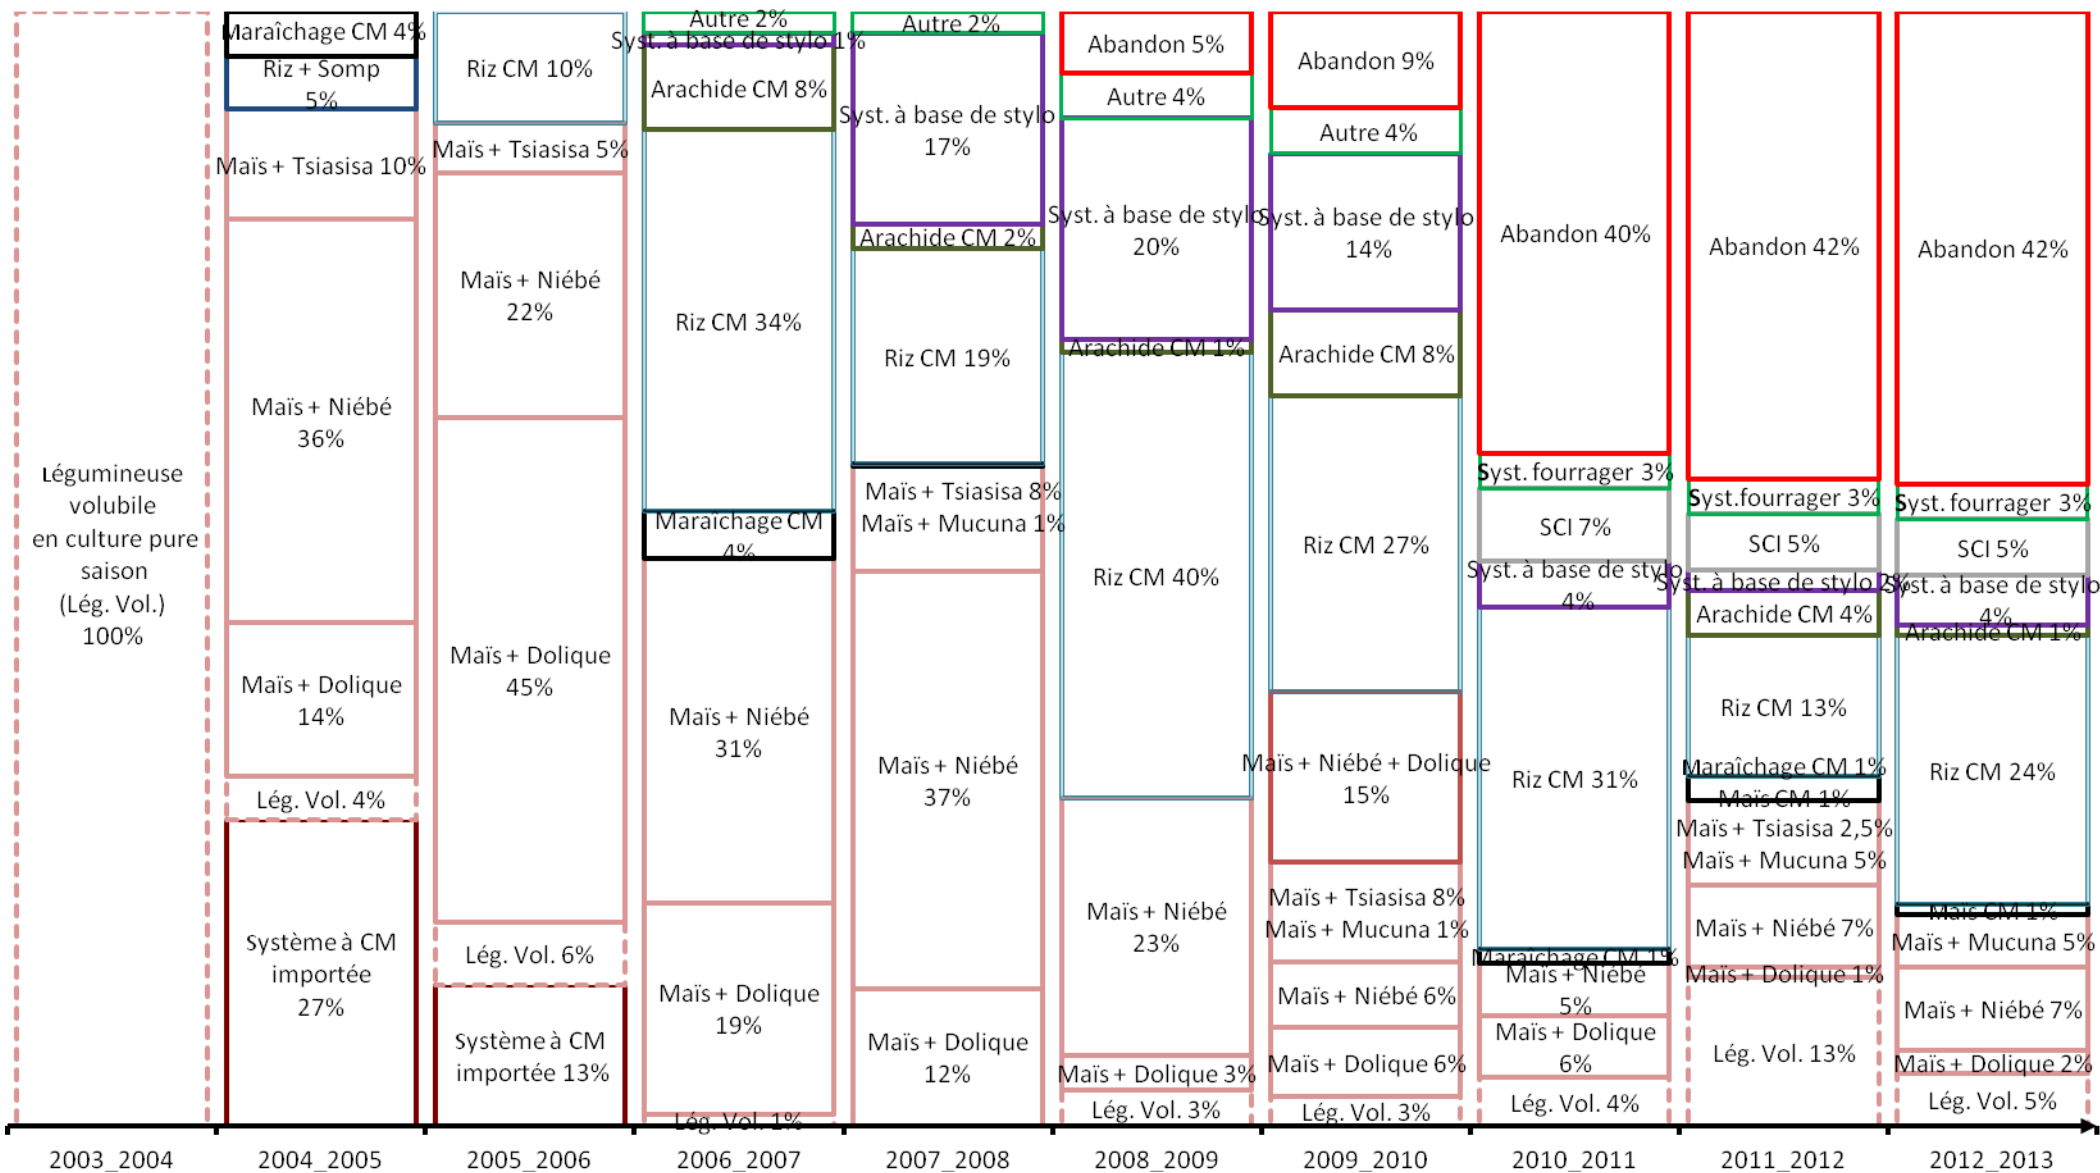 Légumineuse
volubile
en culture pure
saison
(Lég. Vol.)
100%
Maraîchage CM 4%
Riz + Somp
5%
Maïs + Tsiasisa 10%
Maïs + Niébé
36%
Maïs + Dolique
14%
Lég. Vol. 4%
Système à CM
importée
27%
Riz CM 10%
Maïs + Tsiasisa 5%
Maïs + Niébé
22%
Maïs + Dolique
45%
Lég. Vol. 6%
Système à CM
importée 13%
Autre 2%
Syst. à base de stylo 1%
Arachide CM 8%
Riz CM 34%
Maraîchage CM
4%
Maïs + Niébé
31%
Maïs + Dolique
19%
Lég. Vol. 1%
Autre 2%
Syst. à base de stylo
17%
Arachide CM 2%
Riz CM 19%
Maïs + Tsiasisa 8%
Maïs + Mucuna 1%
Maïs + Niébé
37%
Maïs + Dolique
12%
Abandon 5%
Autre 4%
Syst. à base de stylo
20%
Arachide CM 1%
Riz CM 40%
Maïs + Niébé
23%
Maïs + Dolique 3%
Lég. Vol. 3%
Abandon 9%
Autre 4%
Syst. à base de stylo
14%
Arachide CM 8%
Riz CM 27%
Maïs + Niébé + Dolique
15%
Maïs + Tsiasisa 8%
Maïs + Mucuna 1%
Maïs + Niébé 6%
Maïs + Dolique 6%
Lég. Vol. 3%
Abandon 40%
Syst. fourrager 3%
SCI 7%
Syst. à base de stylo
4%
Riz CM 31%
Maraîchage CM 1%
Maïs + Niébé
5%
Maïs + Dolique
6%
Lég. Vol. 4%
Abandon 42%
Syst.fourrager 3%
SCI 5%
Syst. à base de stylo 2%
Arachide CM 4%
Riz CM 13%
Maraîchage CM 1%
Maïs CM 1%
Maïs + Tsiasisa 2,5%
Maïs + Mucuna 5%
Maïs + Niébé 7%
Maïs + Dolique 1%
Lég. Vol. 13%
Abandon 42%
Syst. fourrager 3%
SCI 5%
Syst. à base de stylo
4%
Arachide CM 1%
Riz CM 24%
Maïs CM 1%
Maïs + Mucuna 5%
Maïs + Niébé 7%
Maïs + Dolique 2%
Lég. Vol. 5%
2003_2004
2004_2005
2005_2006
2006_2007
2007_2008
2008_2009
2009_2010
2010_2011
2011_2012
2012_2013